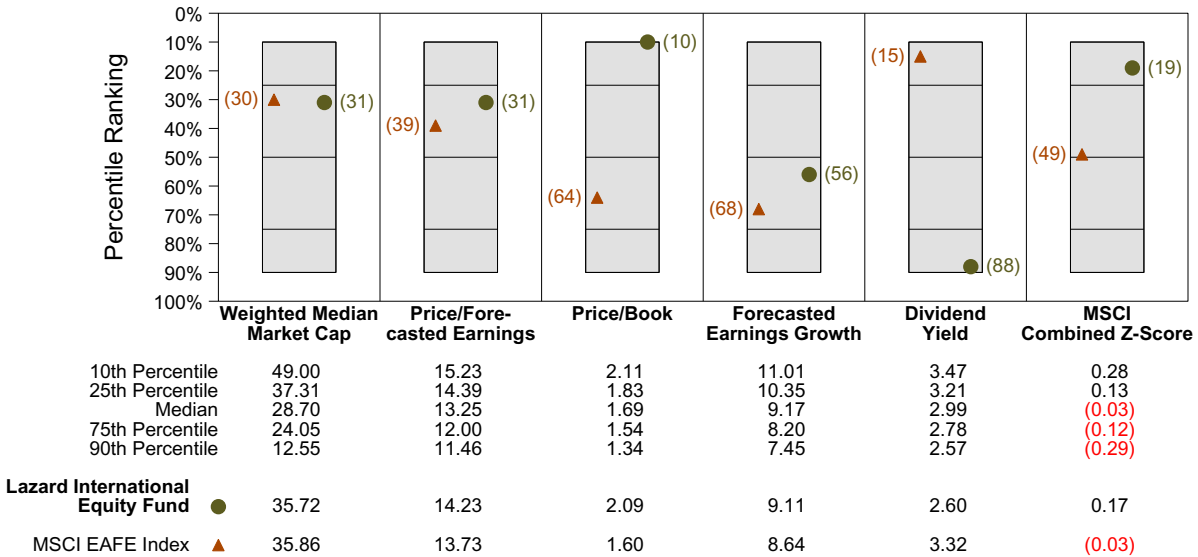 Percentile Ranking
0%
10%
20%
30%
40%
50%
60%
70%
80%
90%
100%
(30) (31)
(39) (31)
(64) (10)
(68) (56)
(15) (88)
(49) (19)
Weighted Median Market Cap
Price/Fore-casted Earnings
Price/Book
Forecasted Earnings Growth
Dividend Yield
MSCI Combined Z-Score
10th Percentile 49.00 15.23 2.11 11.01 3.47 0.28
25th Percentile 37.31 14.39 1.83 10.35 3.21 0.13
Median 28.70 13.25 1.69 9.17 2.99 (0.03)
75th Percentile 24.05 12.00 1.54 8.20 2.78 (0.12)
90th Percentile 12.55 11.46 1.34 7.45 2.57 (0.29)
Lazard International
Equity Fund 35.72 14.23 2.09 9.11 2.60 0.17
MSCI EAFE Index 35.86 13.73 1.60 8.64 3.32 (0.03)